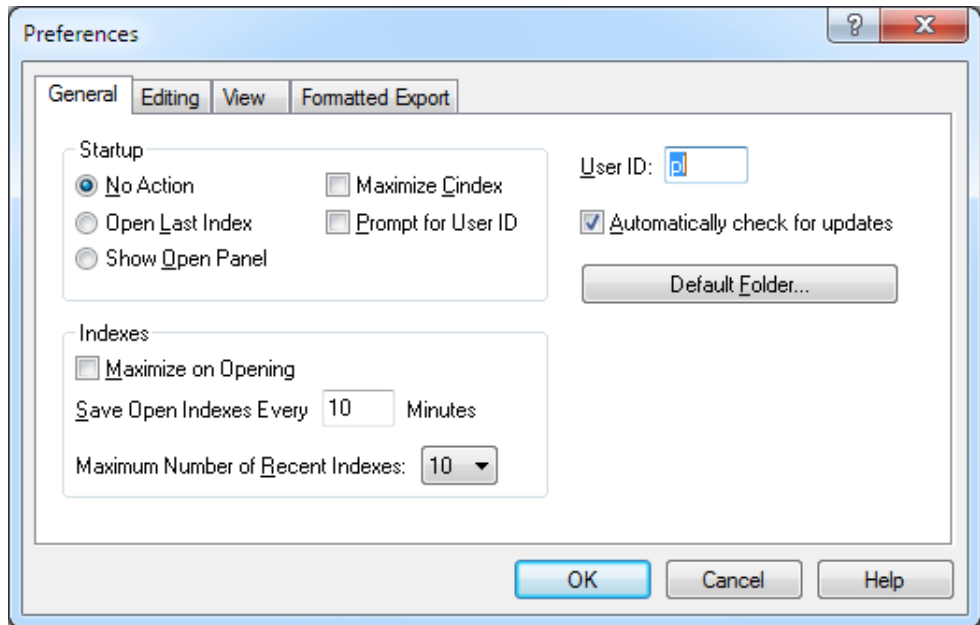 Preferences
?
X
General Editing View Formatted Export
Startup
No Action
Maximize Cindex
Open Last Index
Prompt for User ID
Show Open Panel
User ID: pl
Automatically check for updates
Default Folder...
Indexes
Maximize on Opening
Save Open Indexes Every 10 Minutes
Maximum Number of Recent Indexes: 10
OK Cancel Help